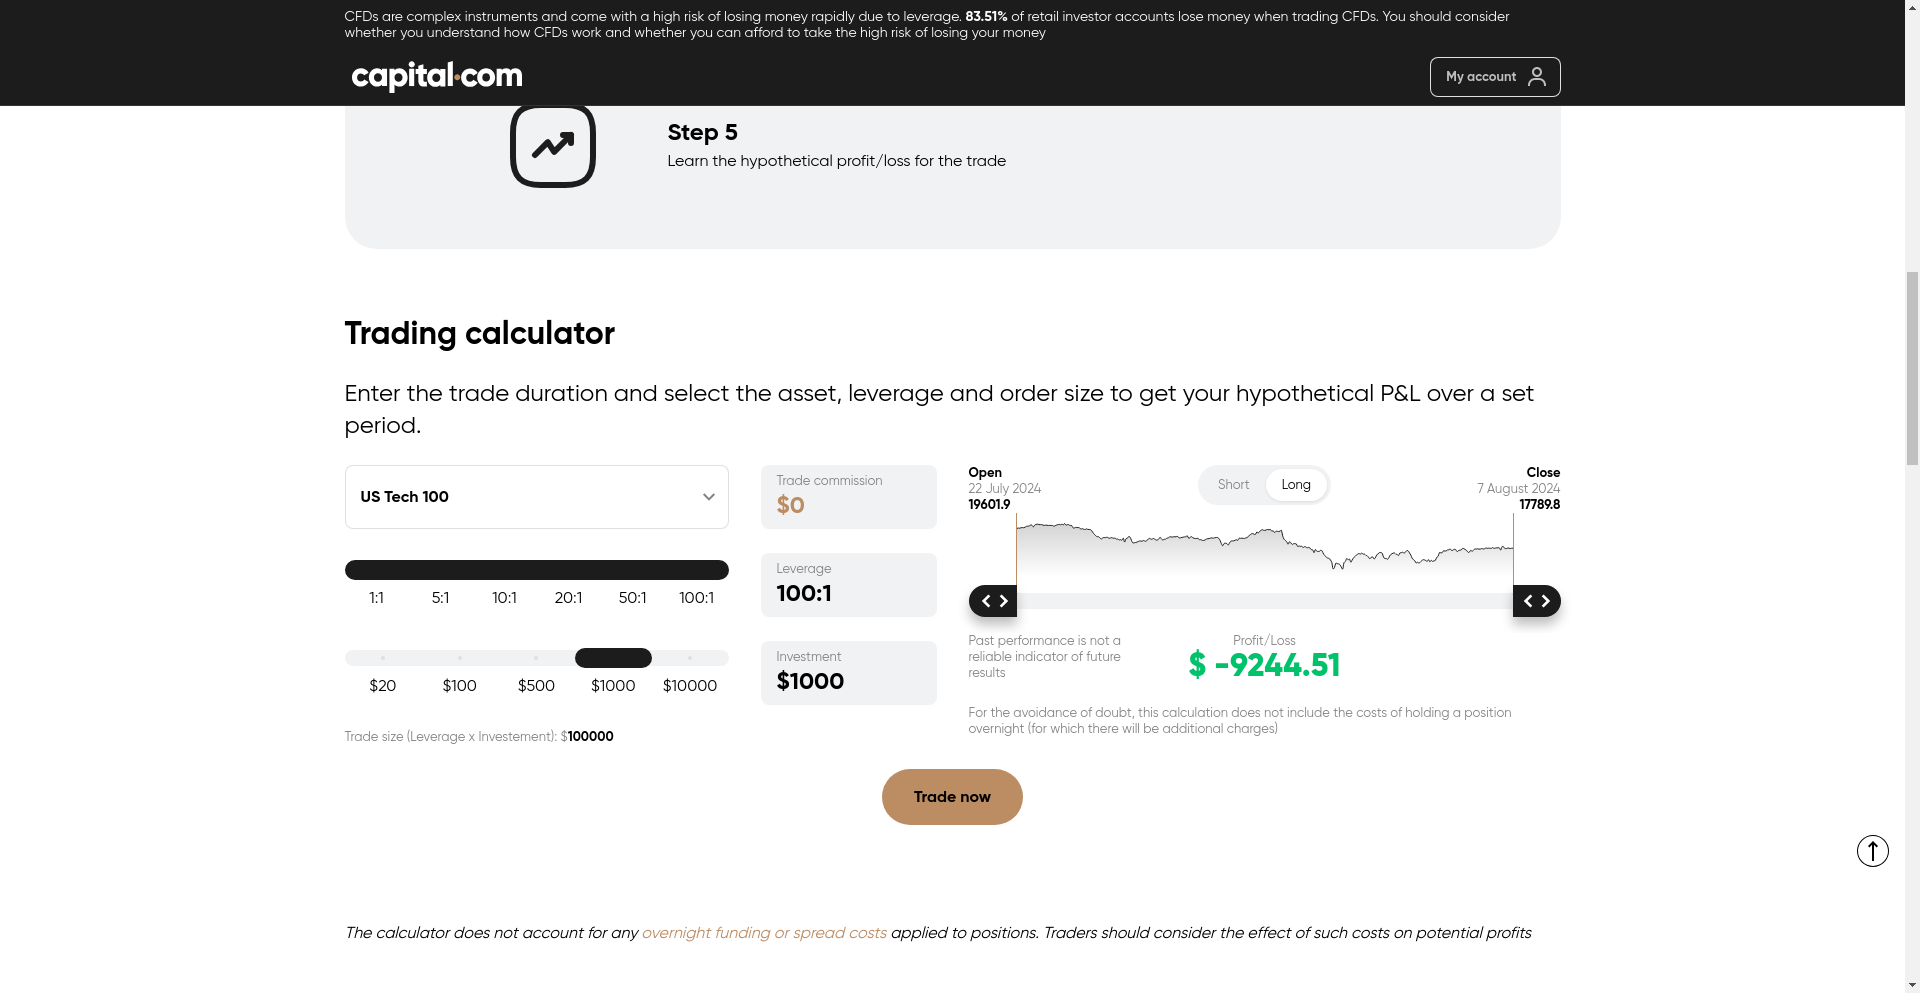 CFDs are complex instruments and come with a high risk of losing money rapidly due to leverage. 83.51% of retail investor accounts lose money when trading CFDs. You should consider
whether you understand how CFDs work and whether you can afford to take the high risk of losing your money
capital.com
My account
Step 5
Learn the hypothetical profit/loss for the trade
Trading calculator
Enter the trade duration and select the asset, leverage and order size to get your hypothetical P&L over a set
period.
US Tech 100
1:1 5:1 10:1 20:1 50:1 100:1
$20 $100 $500 $1000 $10000
Trade size (Leverage x Investement): $100000
Trade commission
$0
Leverage
100:1
Investment
$1000
Open
22 July 2024
19601.9
Short Long
Close
7 August 2024
17789.8
Past performance is not a
reliable indicator of future
results
Profit/Loss
$ -9244.51
For the avoidance of doubt, this calculation does not include the costs of holding a position
overnight (for which there will be additional charges)
Trade now
The calculator does not account for any overnight funding or spread costs applied to positions. Traders should consider the effect of such costs on potential profits